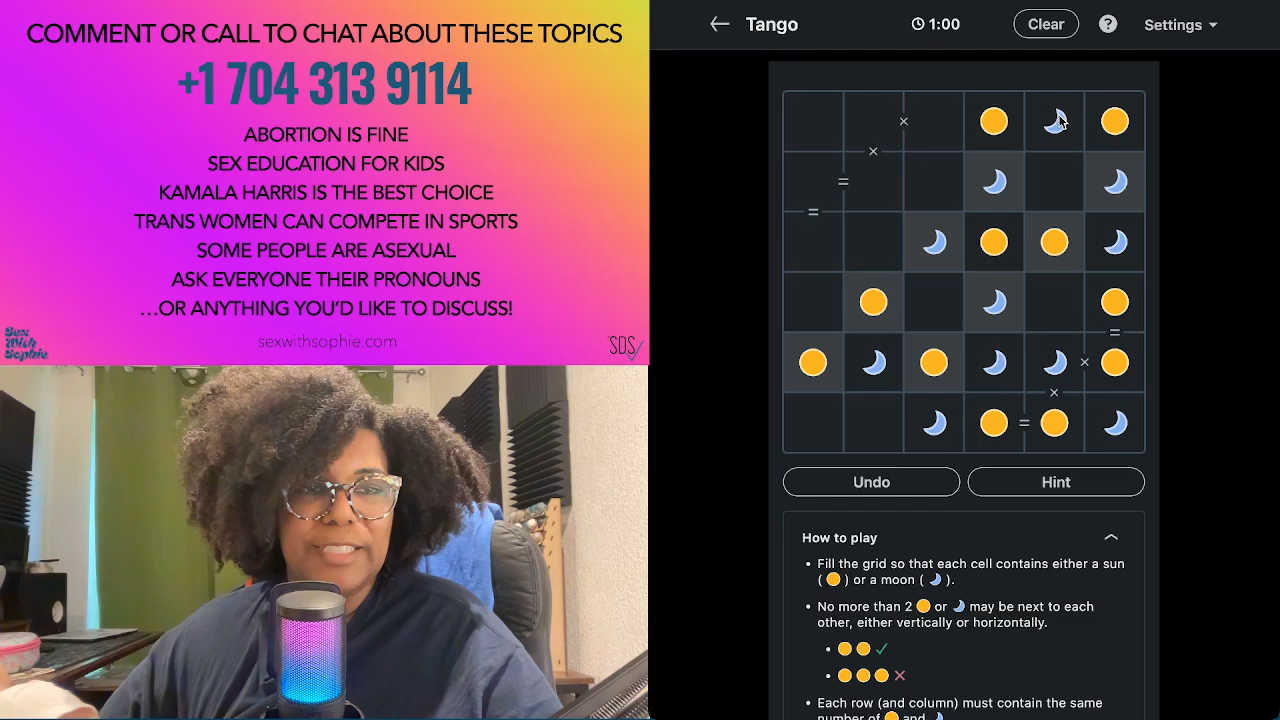 COMMENT OR CALL TO CHAT ABOUT THESE TOPICS
+1 704 313 9114
ABORTION IS FINE
SEX EDUCATION FOR KIDS
KAMALA HARRIS IS THE BEST CHOICE
TRANS WOMEN CAN COMPETE IN SPORTS
SOME PEOPLE ARE ASEXUAL
ASK EVERYONE THEIR PRONOUNS
...OR ANYTHING YOU'D LIKE TO DISCUSS!
sexwithsophie.com
Sex
With
Sophie
SDS
Tango
1:00
Clear
?
Settings
×
×
=
=
=
×
×
=
Undo
Hint
How to play
• Fill the grid so that each cell contains either a sun
( ) or a moon ( ).
• No more than 2 or may be next to each
other, either vertically or horizontally.
• Each row (and column) must contain the same
number of and